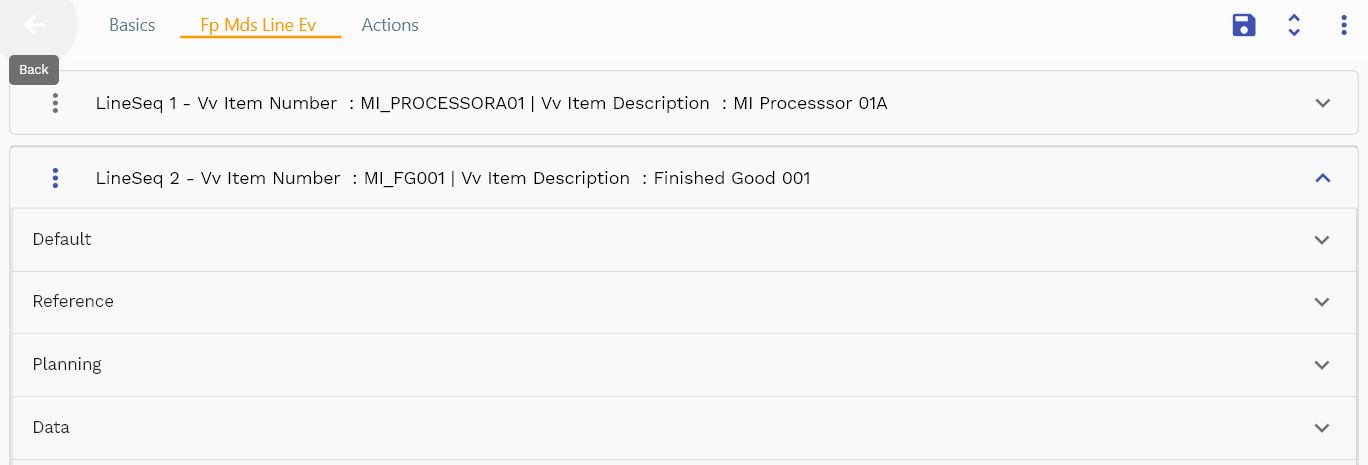 Basics Fp Mds Line Ev Actions
Back
LineSeq 1 - Vv Item Number : MI_PROCESSORA01 | Vv Item Description : MI Processsor 01A
LineSeq 2 - Vv Item Number : MI_FG001 | Vv Item Description : Finished Good 001
Default
Reference
Planning
Data